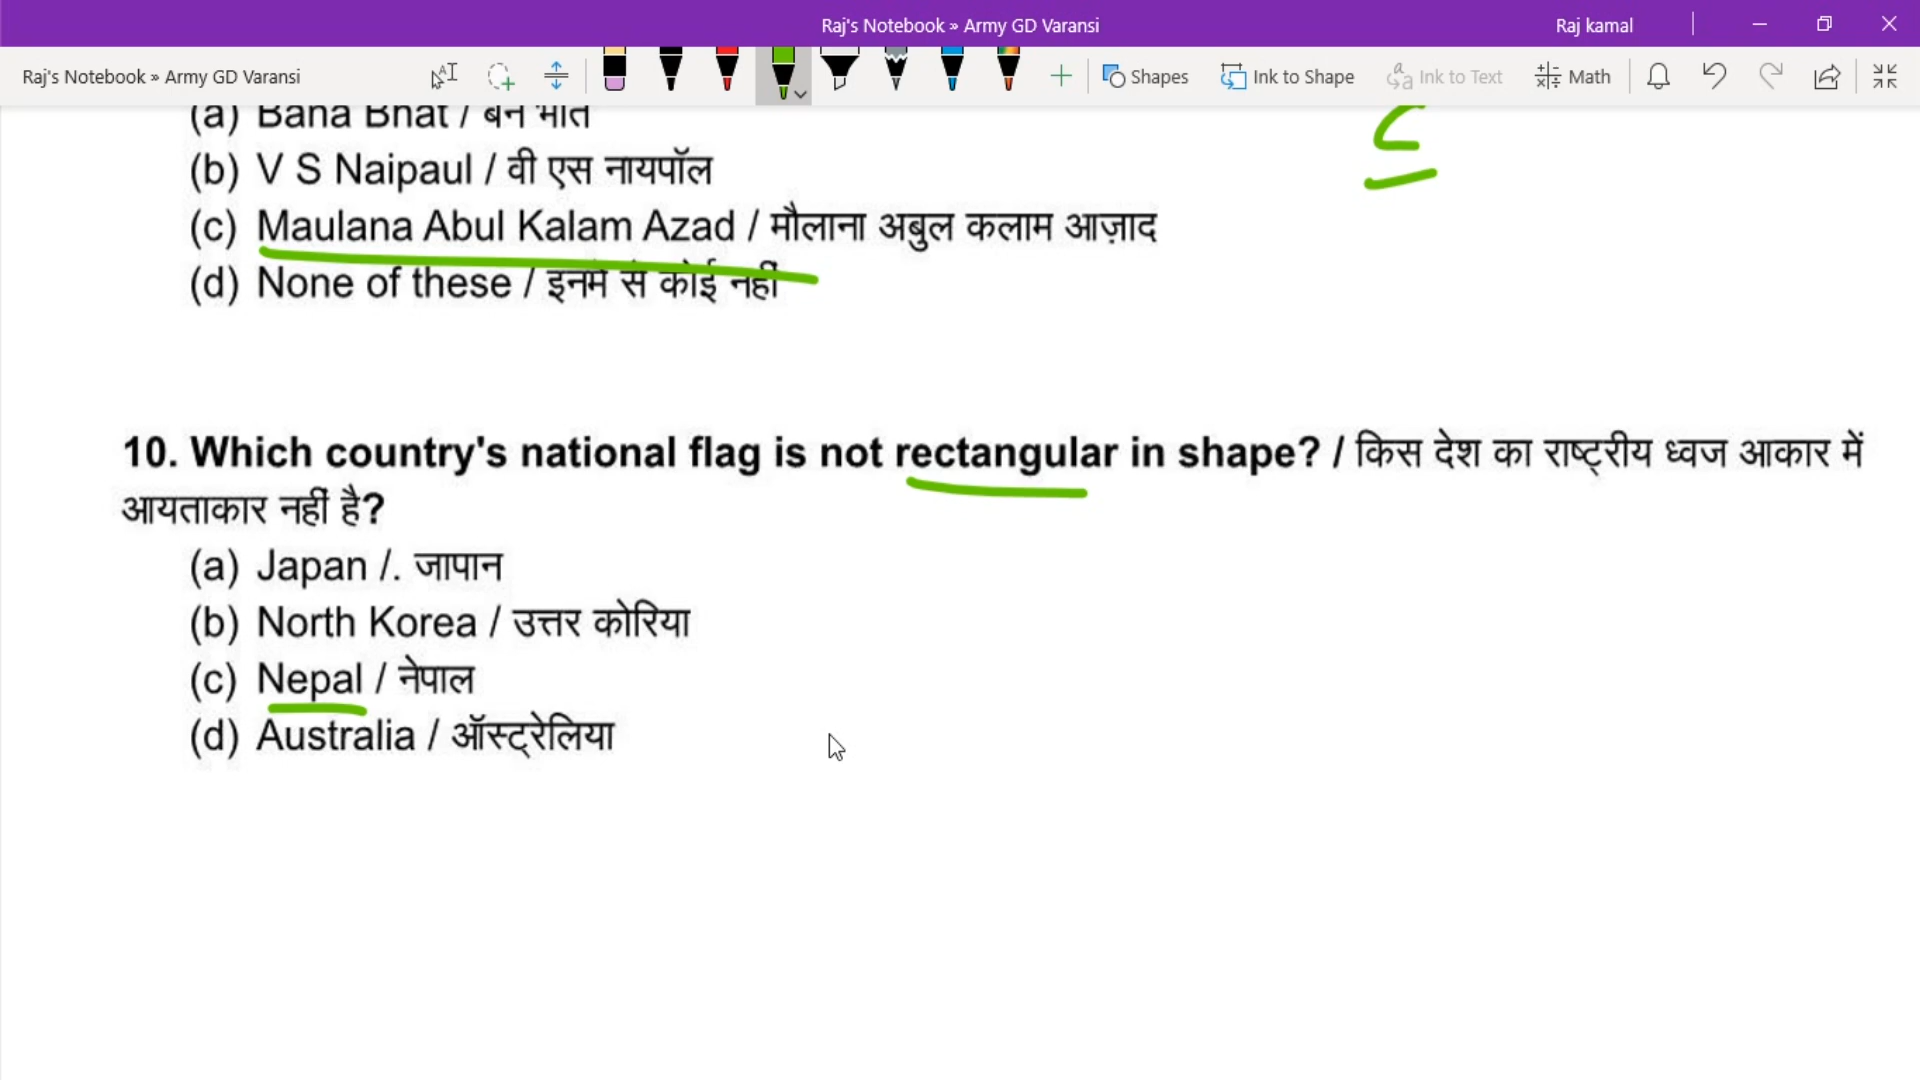 Raj's Notebook » Army GD Varansi
Raj kamal
Raj's Notebook » Army GD Varansi
Shapes
Ink to Shape
Ink to Text
Math
(a) Bana Bhat / बन भात
(b) V S Naipaul / वी एस नायपॉल
(c) Maulana Abul Kalam Azad / मौलाना अबुल कलाम आज़ाद
(d) None of these / इनमें से कोई नहीं
10. Which country's national flag is not rectangular in shape? / किस देश का राष्ट्रीय ध्वज आकार में
आयताकार नहीं है?
(a) Japan /. जापान
(b) North Korea / उत्तर कोरिया
(c) Nepal / नेपाल
(d) Australia / ऑस्ट्रेलिया